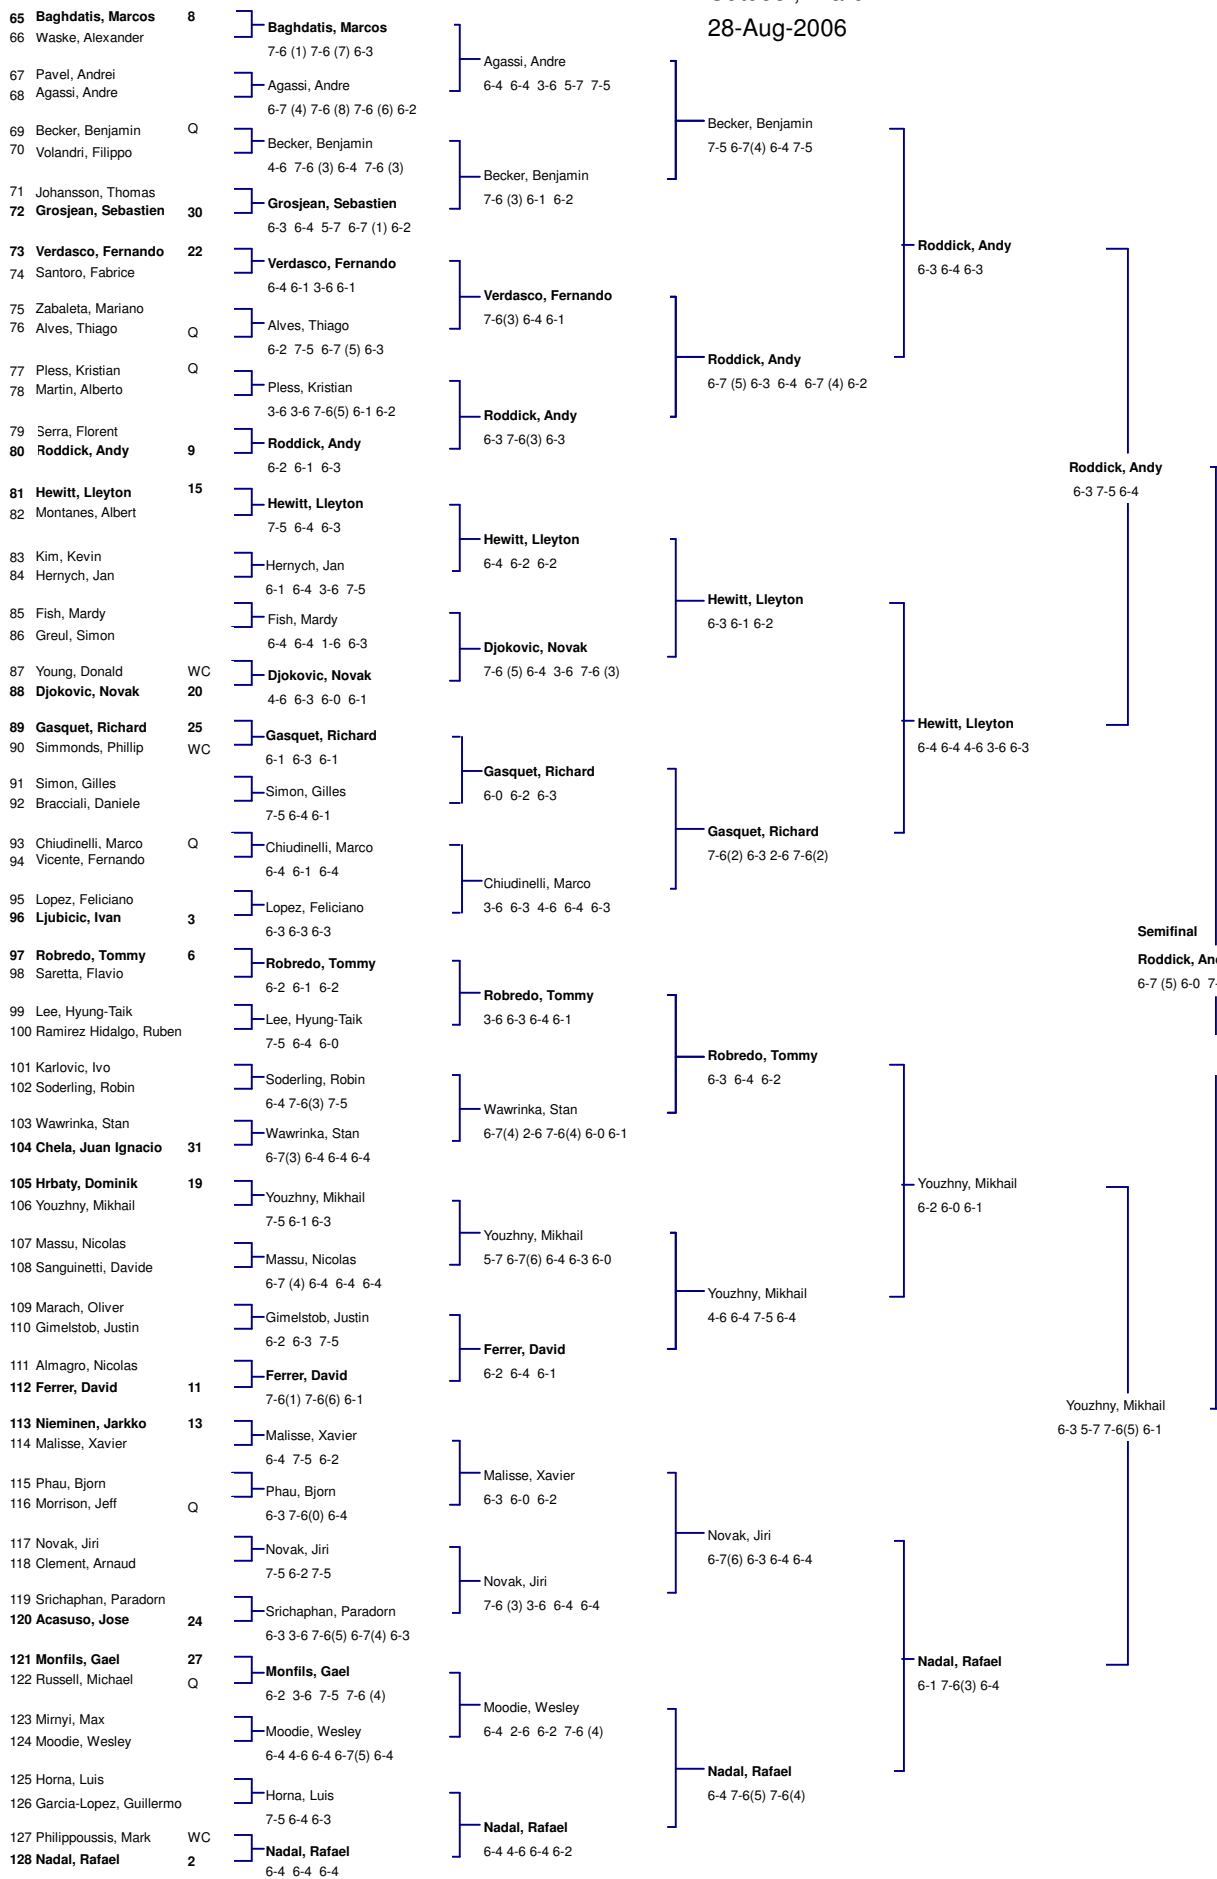 28-Aug-2006
65 Baghdatis, Marcos 8
66 Waske, Alexander
67 Pavel, Andrei
68 Agassi, Andre
69 Becker, Benjamin Q
70 Volandri, Filippo
71 Johansson, Thomas
72 Grosjean, Sebastien 30
73 Verdasco, Fernando 22
74 Santoro, Fabrice
75 Zabaleta, Mariano
76 Alves, Thiago Q
77 Pless, Kristian Q
78 Martin, Alberto
79 Serra, Florent
80 Roddick, Andy 9
81 Hewitt, Lleyton 15
82 Montanes, Albert
83 Kim, Kevin
84 Hernych, Jan
85 Fish, Mardy
86 Greul, Simon
87 Young, Donald WC
88 Djokovic, Novak 20
89 Gasquet, Richard 25
90 Simmonds, Phillip WC
91 Simon, Gilles
92 Bracciali, Daniele
93 Chiudinelli, Marco Q
94 Vicente, Fernando
95 Lopez, Feliciano
96 Ljubicic, Ivan 3
97 Robredo, Tommy 6
98 Saretta, Flavio
99 Lee, Hyung-Taik
100 Ramirez Hidalgo, Ruben
101 Karlovic, Ivo
102 Soderling, Robin
103 Wawrinka, Stan
104 Chela, Juan Ignacio 31
105 Hrbaty, Dominik 19
106 Youzhny, Mikhail
107 Massu, Nicolas
108 Sanguinetti, Davide
109 Marach, Oliver
110 Gimelstob, Justin
111 Almagro, Nicolas
112 Ferrer, David 11
113 Nieminen, Jarkko 13
114 Malisse, Xavier
115 Phau, Bjorn
116 Morrison, Jeff Q
117 Novak, Jiri
118 Clement, Arnaud
119 Srichaphan, Paradorn
120 Acasuso, Jose 24
121 Monfils, Gael 27
122 Russell, Michael Q
123 Mirnyi, Max
124 Moodie, Wesley
125 Horna, Luis
126 Garcia-Lopez, Guillermo
127 Philippoussis, Mark WC
128 Nadal, Rafael 2
Baghdatis, Marcos
7-6 (1) 7-6 (7) 6-3
Agassi, Andre
6-7 (4) 7-6 (8) 7-6 (6) 6-2
Becker, Benjamin
4-6 7-6 (3) 6-4 7-6 (3)
Grosjean, Sebastien
6-3 6-4 5-7 6-7 (1) 6-2
Verdasco, Fernando
6-4 6-1 3-6 6-1
Alves, Thiago
6-2 7-5 6-7 (5) 6-3
Pless, Kristian
3-6 3-6 7-6(5) 6-1 6-2
Roddick, Andy
6-2 6-1 6-3
Hewitt, Lleyton
7-5 6-4 6-3
Hernych, Jan
6-1 6-4 3-6 7-5
Fish, Mardy
6-4 6-4 1-6 6-3
Djokovic, Novak
4-6 6-3 6-0 6-1
Gasquet, Richard
6-1 6-3 6-1
Simon, Gilles
7-5 6-4 6-1
Chiudinelli, Marco
6-4 6-1 6-4
Lopez, Feliciano
6-3 6-3 6-3
Robredo, Tommy
6-2 6-1 6-2
Lee, Hyung-Taik
7-5 6-4 6-0
Soderling, Robin
6-4 7-6(3) 7-5
Wawrinka, Stan
6-7(3) 6-4 6-4 6-4
Youzhny, Mikhail
7-5 6-1 6-3
Massu, Nicolas
6-7 (4) 6-4 6-4 6-4
Gimelstob, Justin
6-2 6-3 7-5
Ferrer, David
7-6(1) 7-6(6) 6-1
Malisse, Xavier
6-4 7-5 6-2
Phau, Bjorn
6-3 7-6(0) 6-4
Novak, Jiri
7-5 6-2 7-5
Srichaphan, Paradorn
6-3 3-6 7-6(5) 6-7(4) 6-3
Monfils, Gael
6-2 3-6 7-5 7-6 (4)
Moodie, Wesley
6-4 4-6 6-4 6-7(5) 6-4
Horna, Luis
7-5 6-4 6-3
Nadal, Rafael
6-4 6-4 6-4
Agassi, Andre
6-4 6-4 3-6 5-7 7-5
Becker, Benjamin
7-6 (3) 6-1 6-2
Verdasco, Fernando
7-6(3) 6-4 6-1
Roddick, Andy
6-3 7-6(3) 6-3
Hewitt, Lleyton
6-4 6-2 6-2
Djokovic, Novak
7-6 (5) 6-4 3-6 7-6 (3)
Gasquet, Richard
6-0 6-2 6-3
Chiudinelli, Marco
3-6 6-3 4-6 6-4 6-3
Robredo, Tommy
3-6 6-3 6-4 6-1
Wawrinka, Stan
6-7(4) 2-6 7-6(4) 6-0 6-1
Youzhny, Mikhail
5-7 6-7(6) 6-4 6-3 6-0
Ferrer, David
6-2 6-4 6-1
Malisse, Xavier
6-3 6-0 6-2
Novak, Jiri
7-6 (3) 3-6 6-4 6-4
Moodie, Wesley
6-4 2-6 6-2 7-6 (4)
Nadal, Rafael
6-4 4-6 6-4 6-2
Becker, Benjamin
7-5 6-7(4) 6-4 7-5
Roddick, Andy
6-7 (5) 6-3 6-4 6-7 (4) 6-2
Hewitt, Lleyton
6-3 6-1 6-2
Gasquet, Richard
7-6(2) 6-3 2-6 7-6(2)
Robredo, Tommy
6-3 6-4 6-2
Youzhny, Mikhail
4-6 6-4 7-5 6-4
Novak, Jiri
6-7(6) 6-3 6-4 6-4
Nadal, Rafael
6-4 7-6(5) 7-6(4)
Roddick, Andy
6-3 6-4 6-3
Hewitt, Lleyton
6-4 6-4 4-6 3-6 6-3
Youzhny, Mikhail
6-2 6-0 6-1
Nadal, Rafael
6-1 7-6(3) 6-4
Roddick, Andy
6-3 7-5 6-4
Youzhny, Mikhail
6-3 5-7 7-6(5) 6-1
Semifinal
Roddick, An
6-7 (5) 6-0 7-